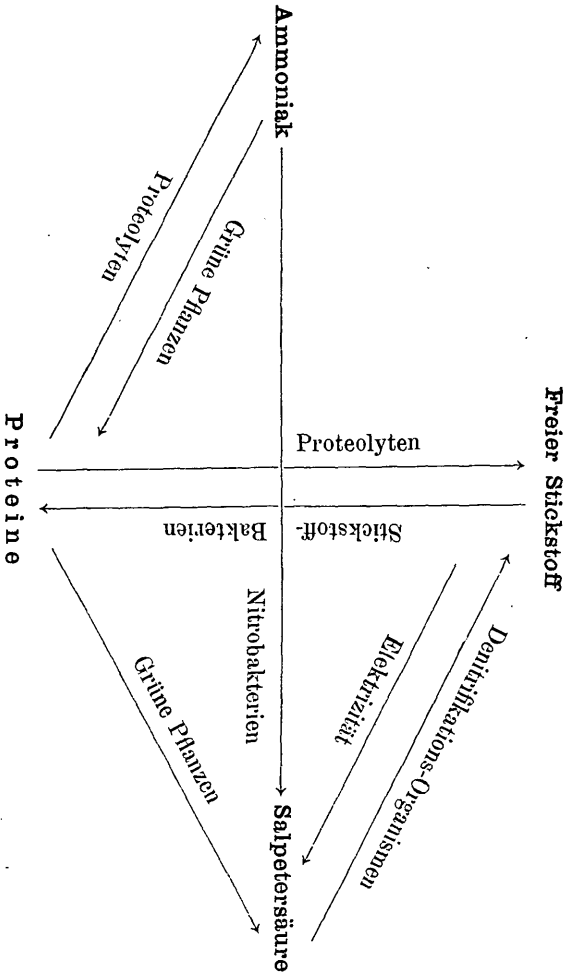 Freier Stickstoff
Proteolyten
Stickstoff-
Bakterien
Elektrizität
Denitrifikations-Organismen
Ammoniak
Nitrobakterien
Salpetersäure
Proteolyten
Grüne Pflanzen
Grüne Pflanzen
Proteine